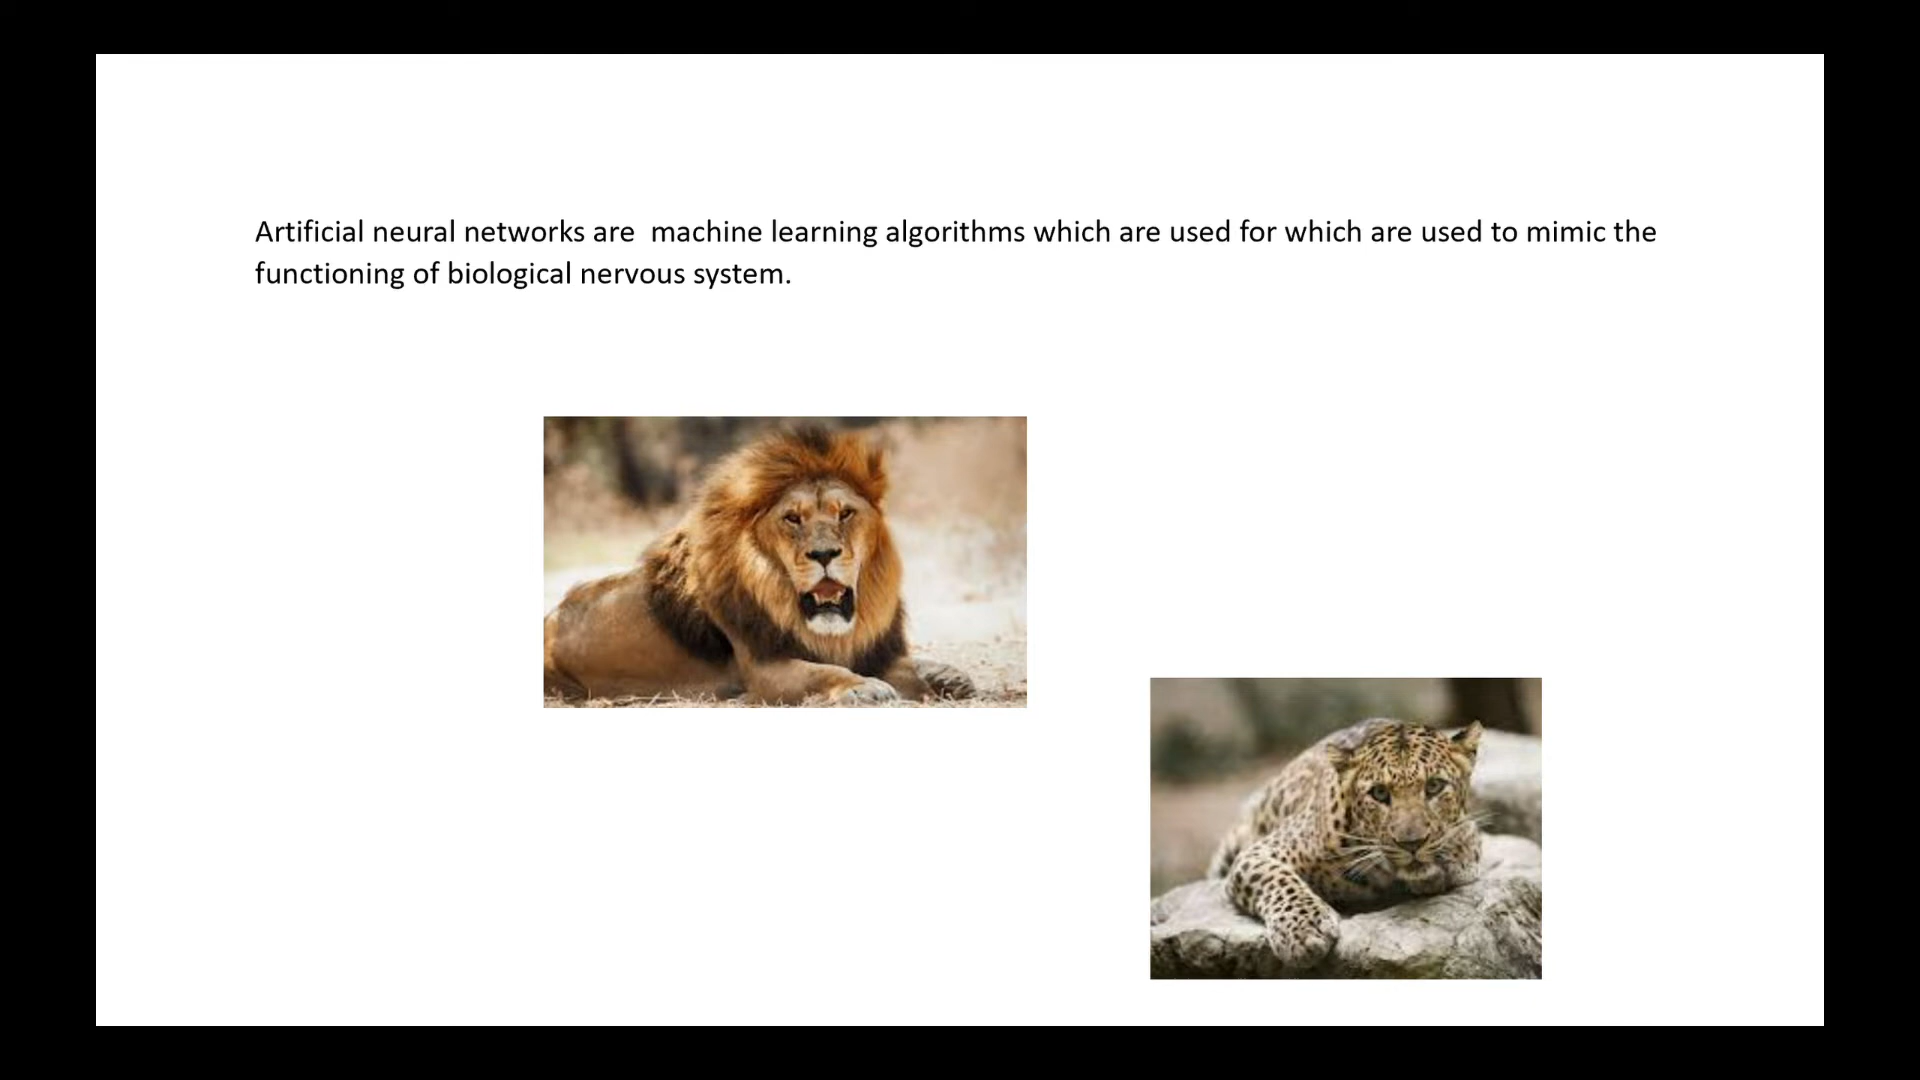 Artificial neural networks are  machine learning algorithms which are used for which are used to mimic the
functioning of biological nervous system.